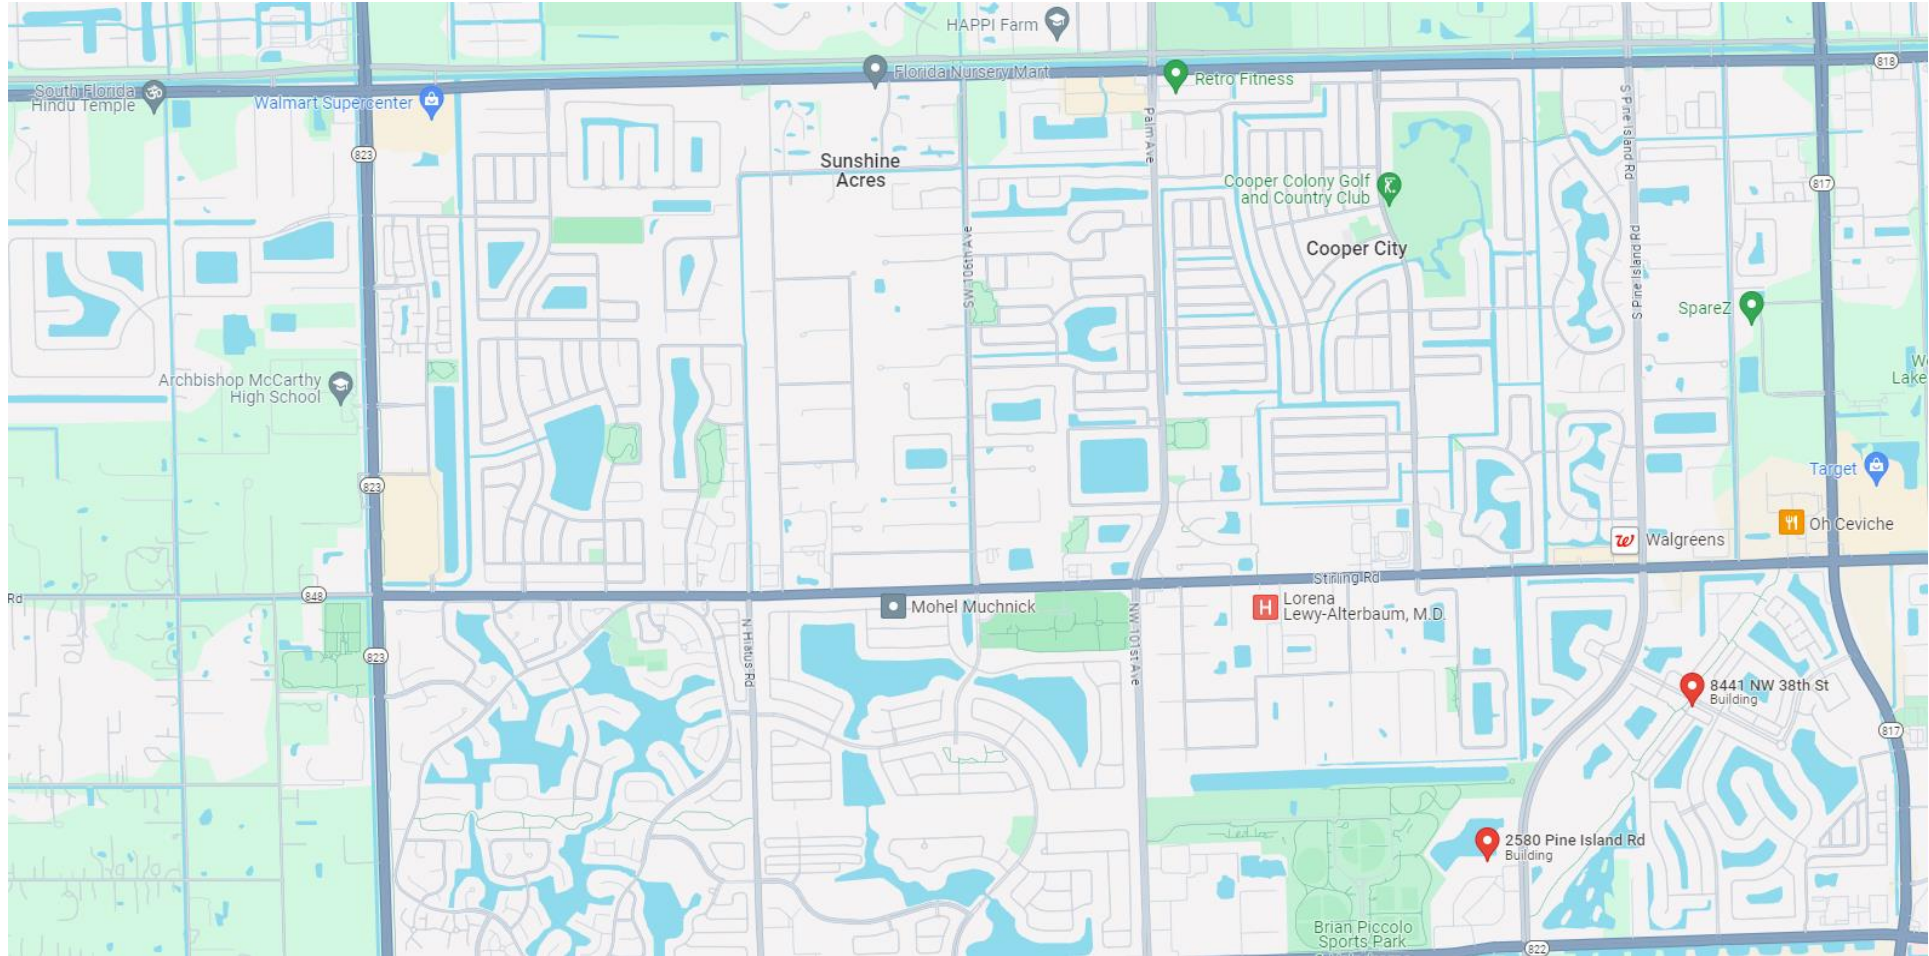 HAPPI Farm
818
Florida Nursery Mart
Retro Fitness
South Florida
Hindu Temple
Walmart Supercenter
S Pine Island Rd
Palm Ave
823
Sunshine
Acres
Cooper Colony Golf
and Country Club
817
Cooper City
SW 106th Ave
S Pine Island Rd
SpareZ
Archbishop McCarthy
High School
Lake
Target
823
Oh Ceviche
Walgreens
Stirling Rd
Rd
848
Mohel Muchnick
Lorena
Lewy-Alterbaum, M.D.
N Hiatus Rd
NW 101st Ave
823
8441 NW 38th St
Building
817
2580 Pine Island Rd
Building
Brian Piccolo
Sports Park
822